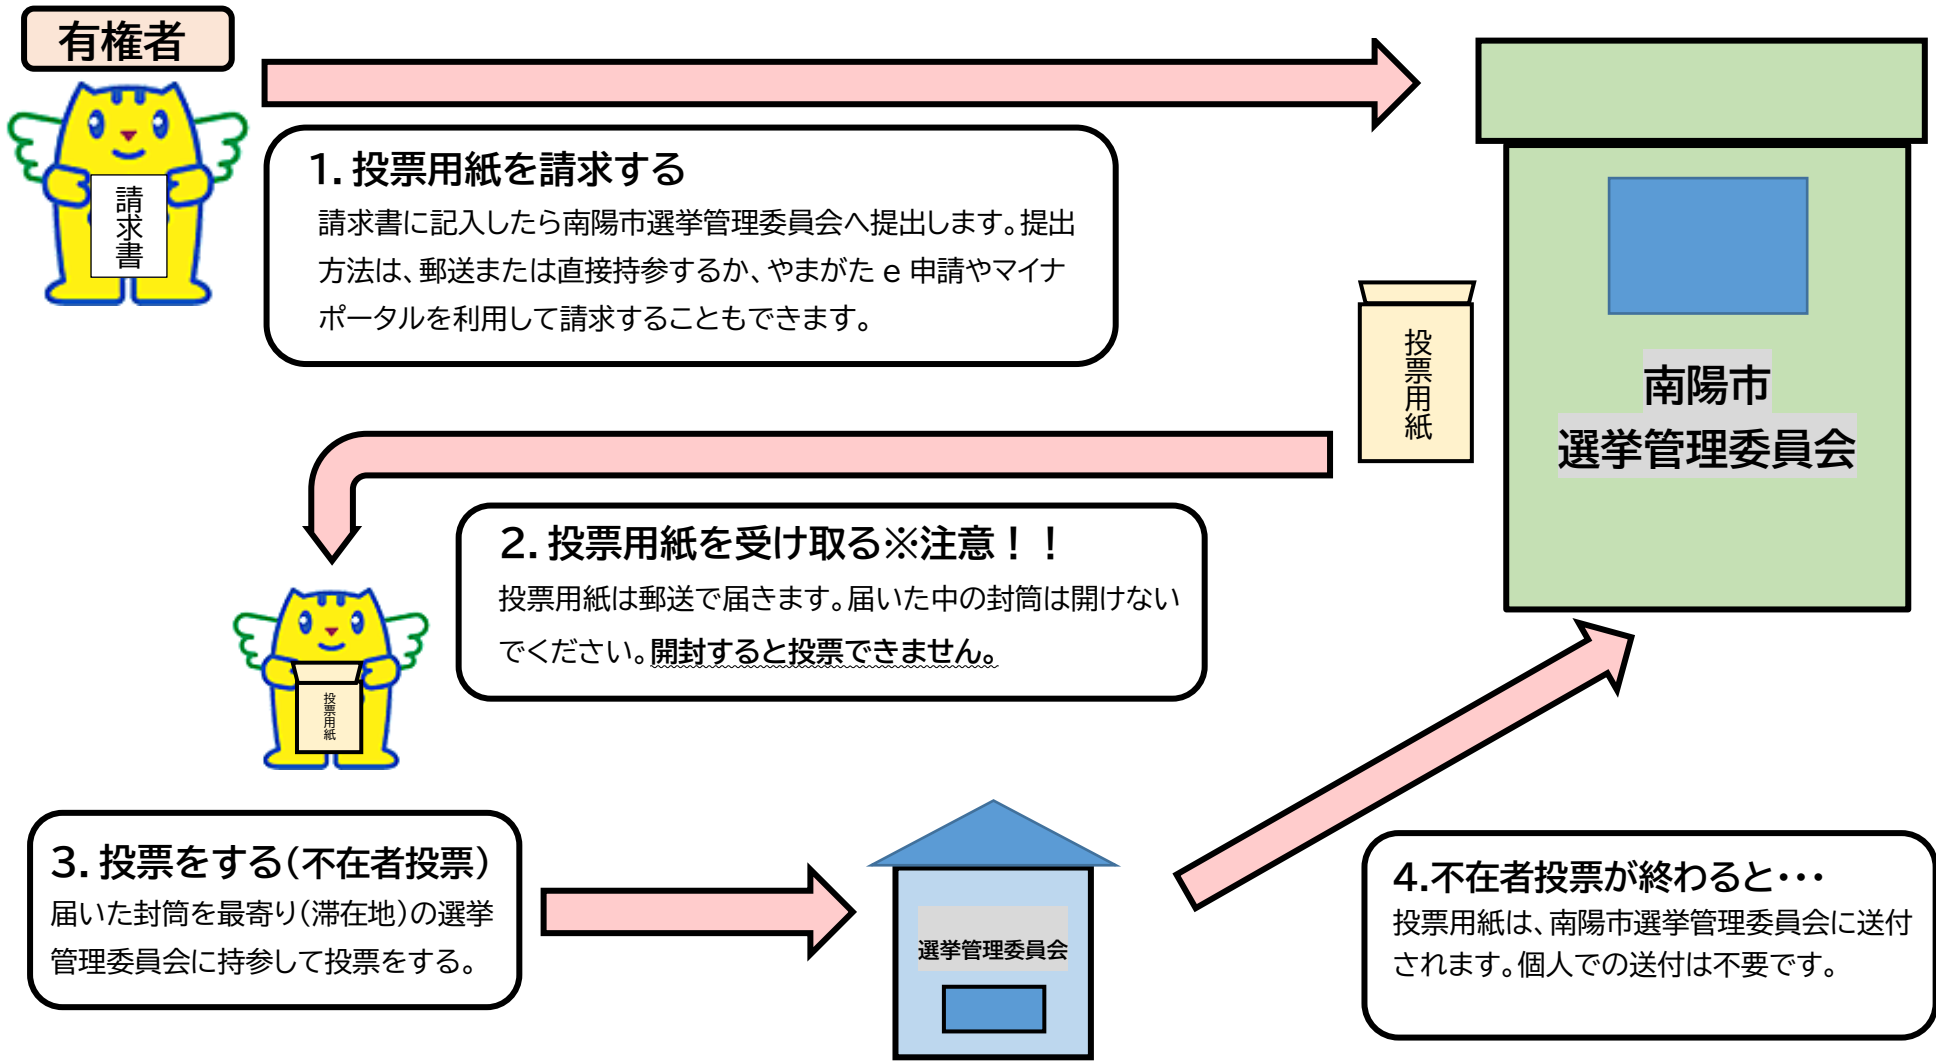 有権者
請求書
1. 投票用紙を請求する
請求書に記入したら南陽市選挙管理委員会へ提出します。提出
方法は、郵送または直接持参するか、やまがた e 申請やマイナ
ポータルを利用して請求することもできます。
投票用紙
南陽市
選挙管理委員会
2. 投票用紙を受け取る※注意！！
投票用紙は郵送で届きます。届いた中の封筒は開けない
でください。開封すると投票できません。
投票用紙
3. 投票をする(不在者投票)
届いた封筒を最寄り(滞在地)の選挙
管理委員会に持参して投票をする。
選挙管理委員会
4.不在者投票が終わると・・・
投票用紙は、南陽市選挙管理委員会に送付
されます。個人での送付は不要です。